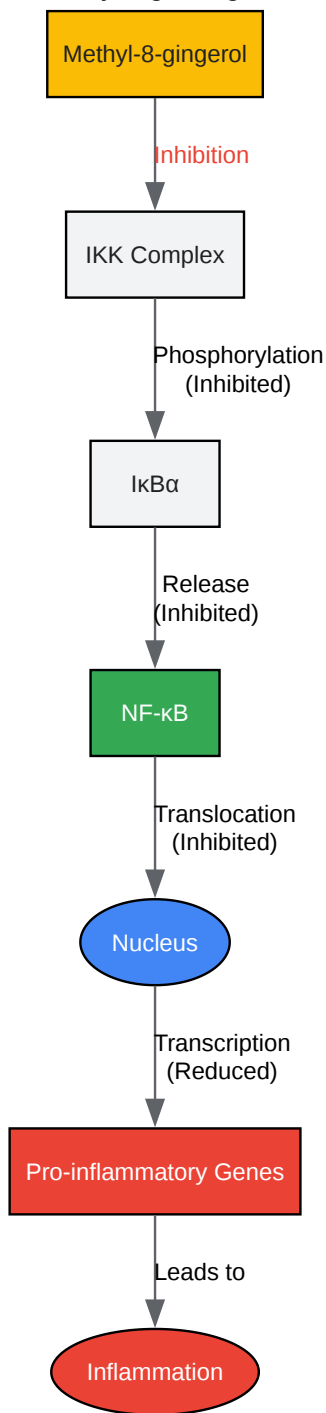 Methyl-8-gingerol
Inhibition
IKK Complex
Phosphorylation
(Inhibited)
IκBα
Release
(Inhibited)
NF-κB
Translocation
(Inhibited)
Nucleus
Transcription
(Reduced)
Pro-inflammatory Genes
Leads to
Inflammation